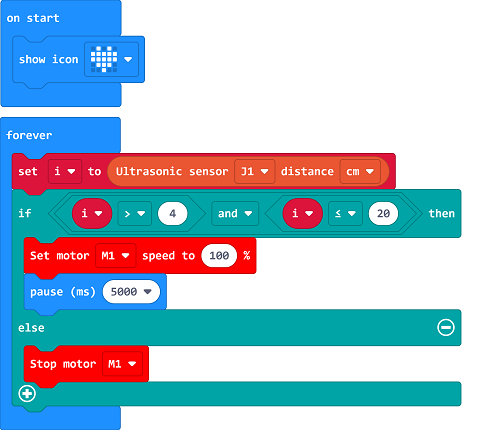 on start
show icon
forever
set i to Ultrasonic sensor J1 distance cm
if i > 4 and i ≤ 20 then
Set motor M1 speed to 100 %
pause (ms) 5000
else
Stop motor M1